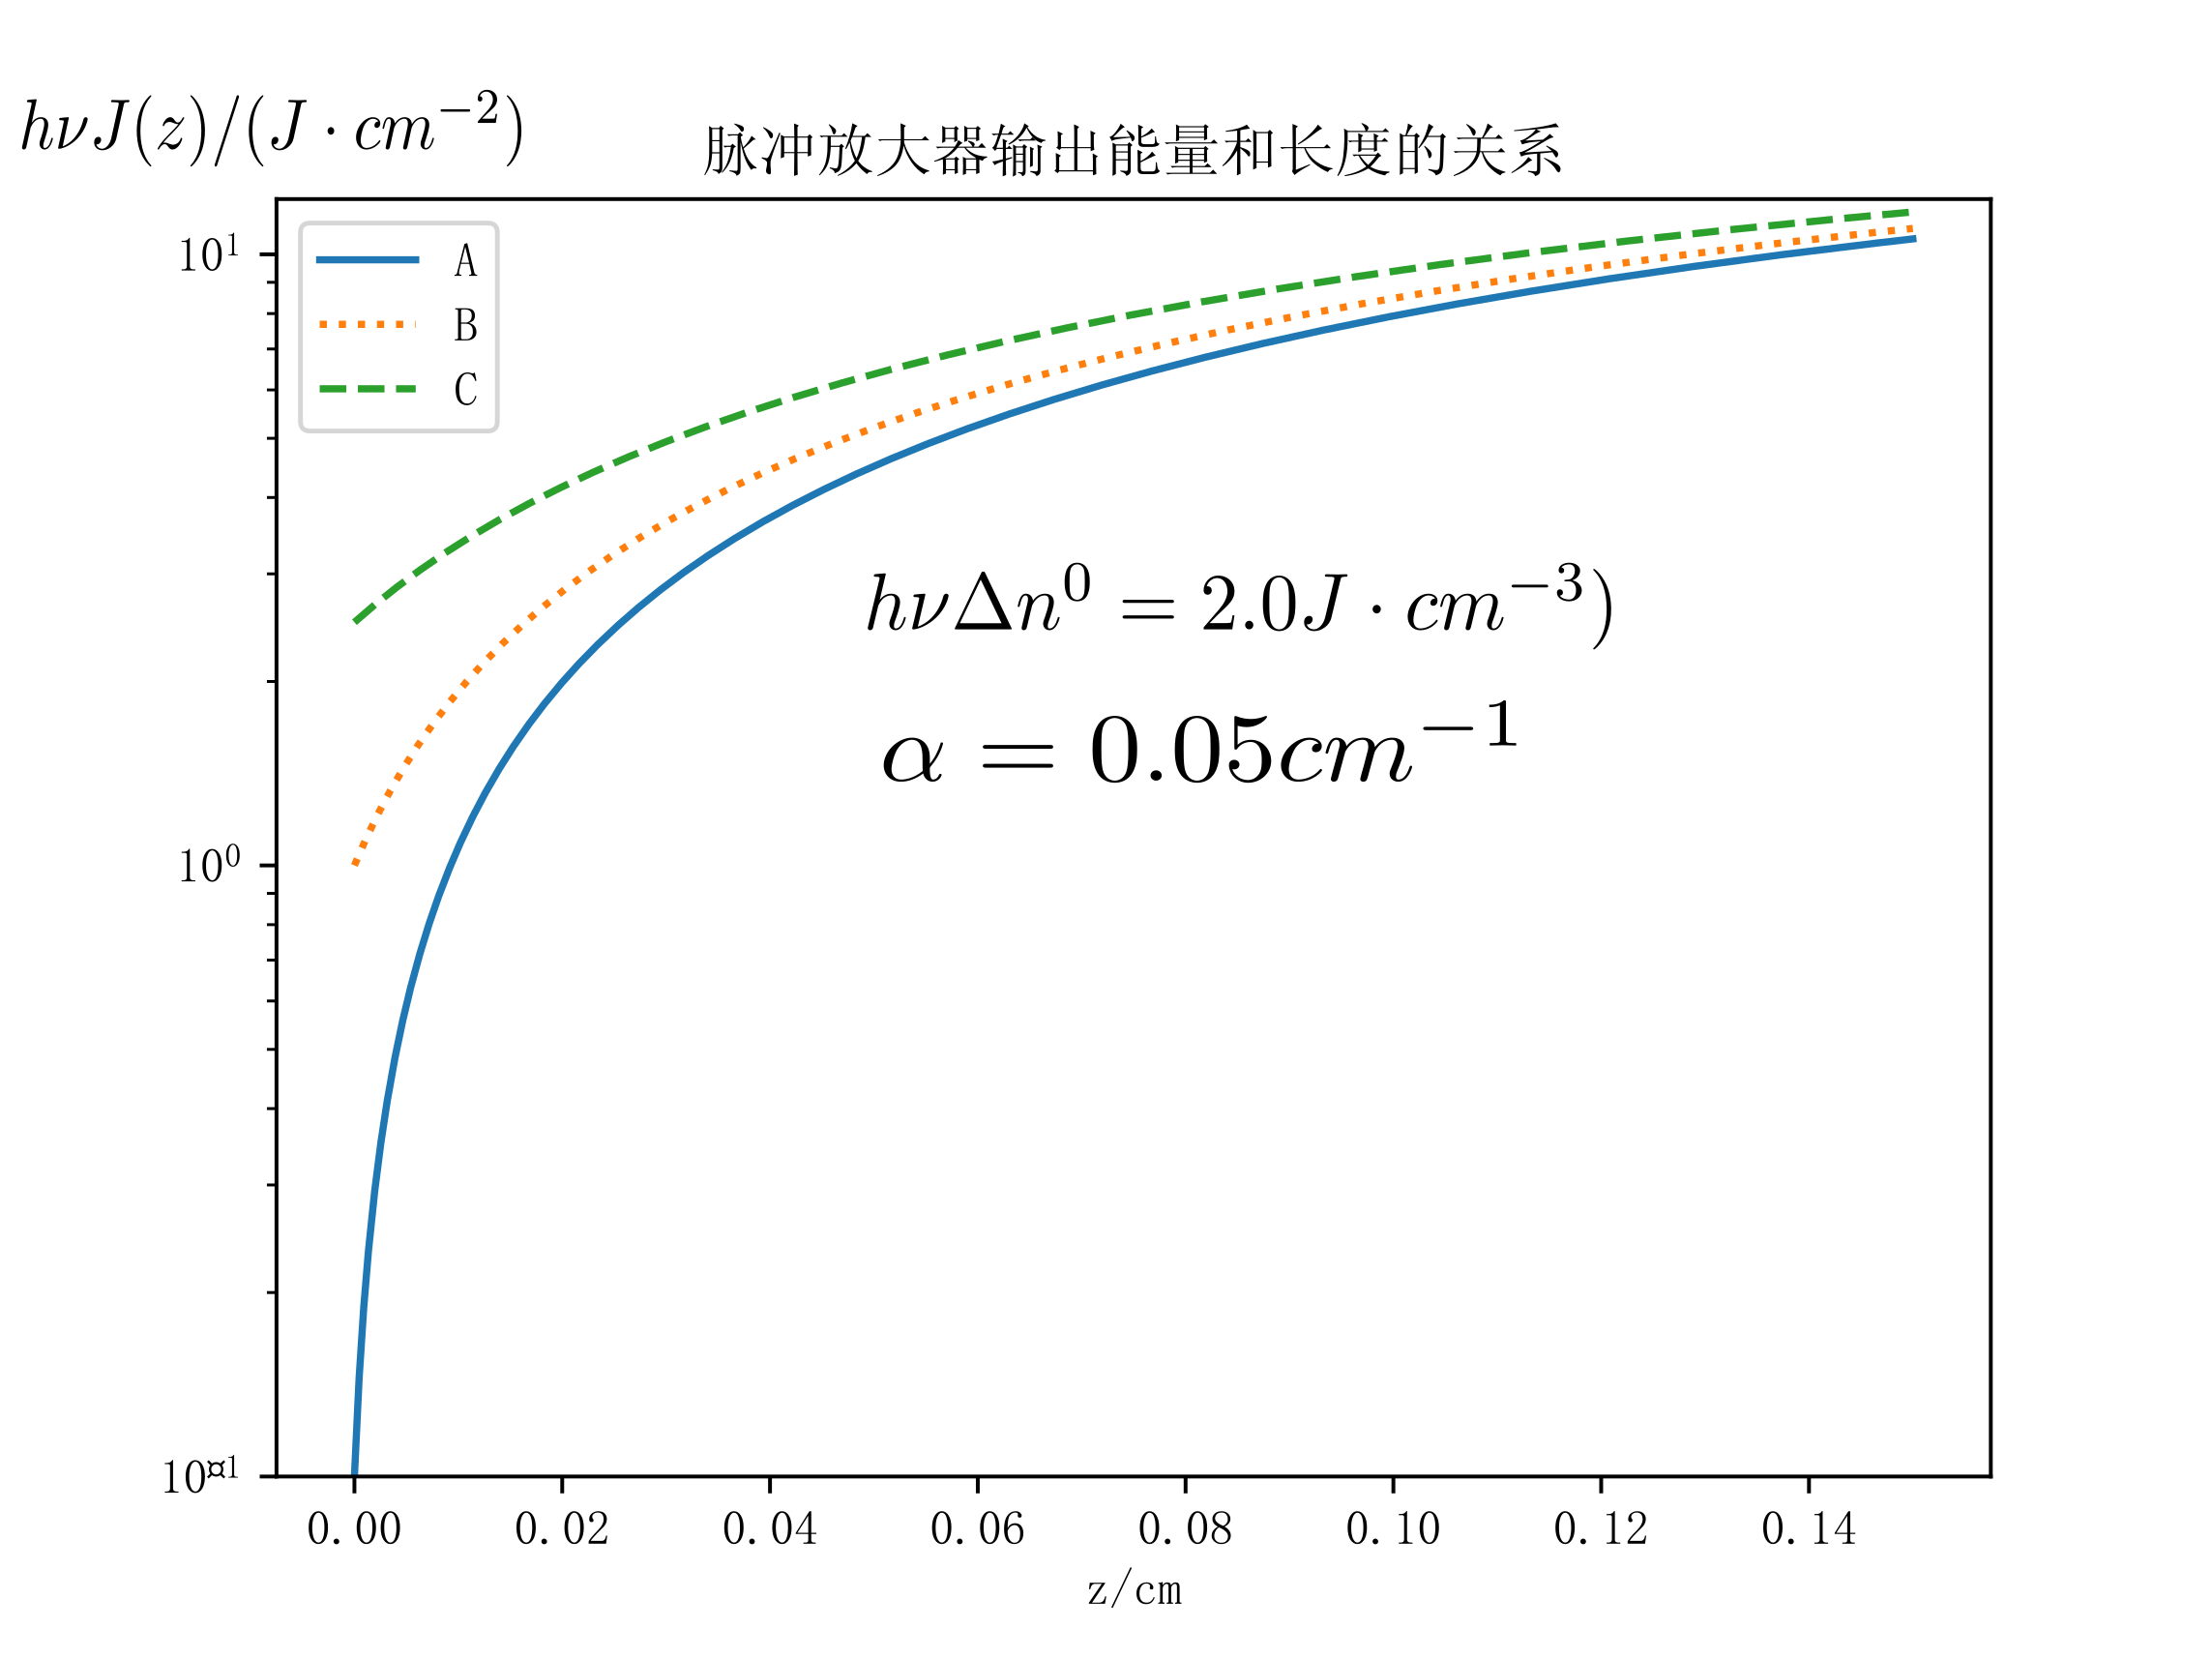 hνJ(z)/(J · cm⁻²)
脉冲放大器输出能量和长度的关系
10¹
A
B
C
hνΔn⁰ = 2.0J · cm⁻³)
α = 0.05cm⁻¹
10⁰
10¤¹
0.00 0.02 0.04 0.06 0.08 0.10 0.12 0.14
z/cm